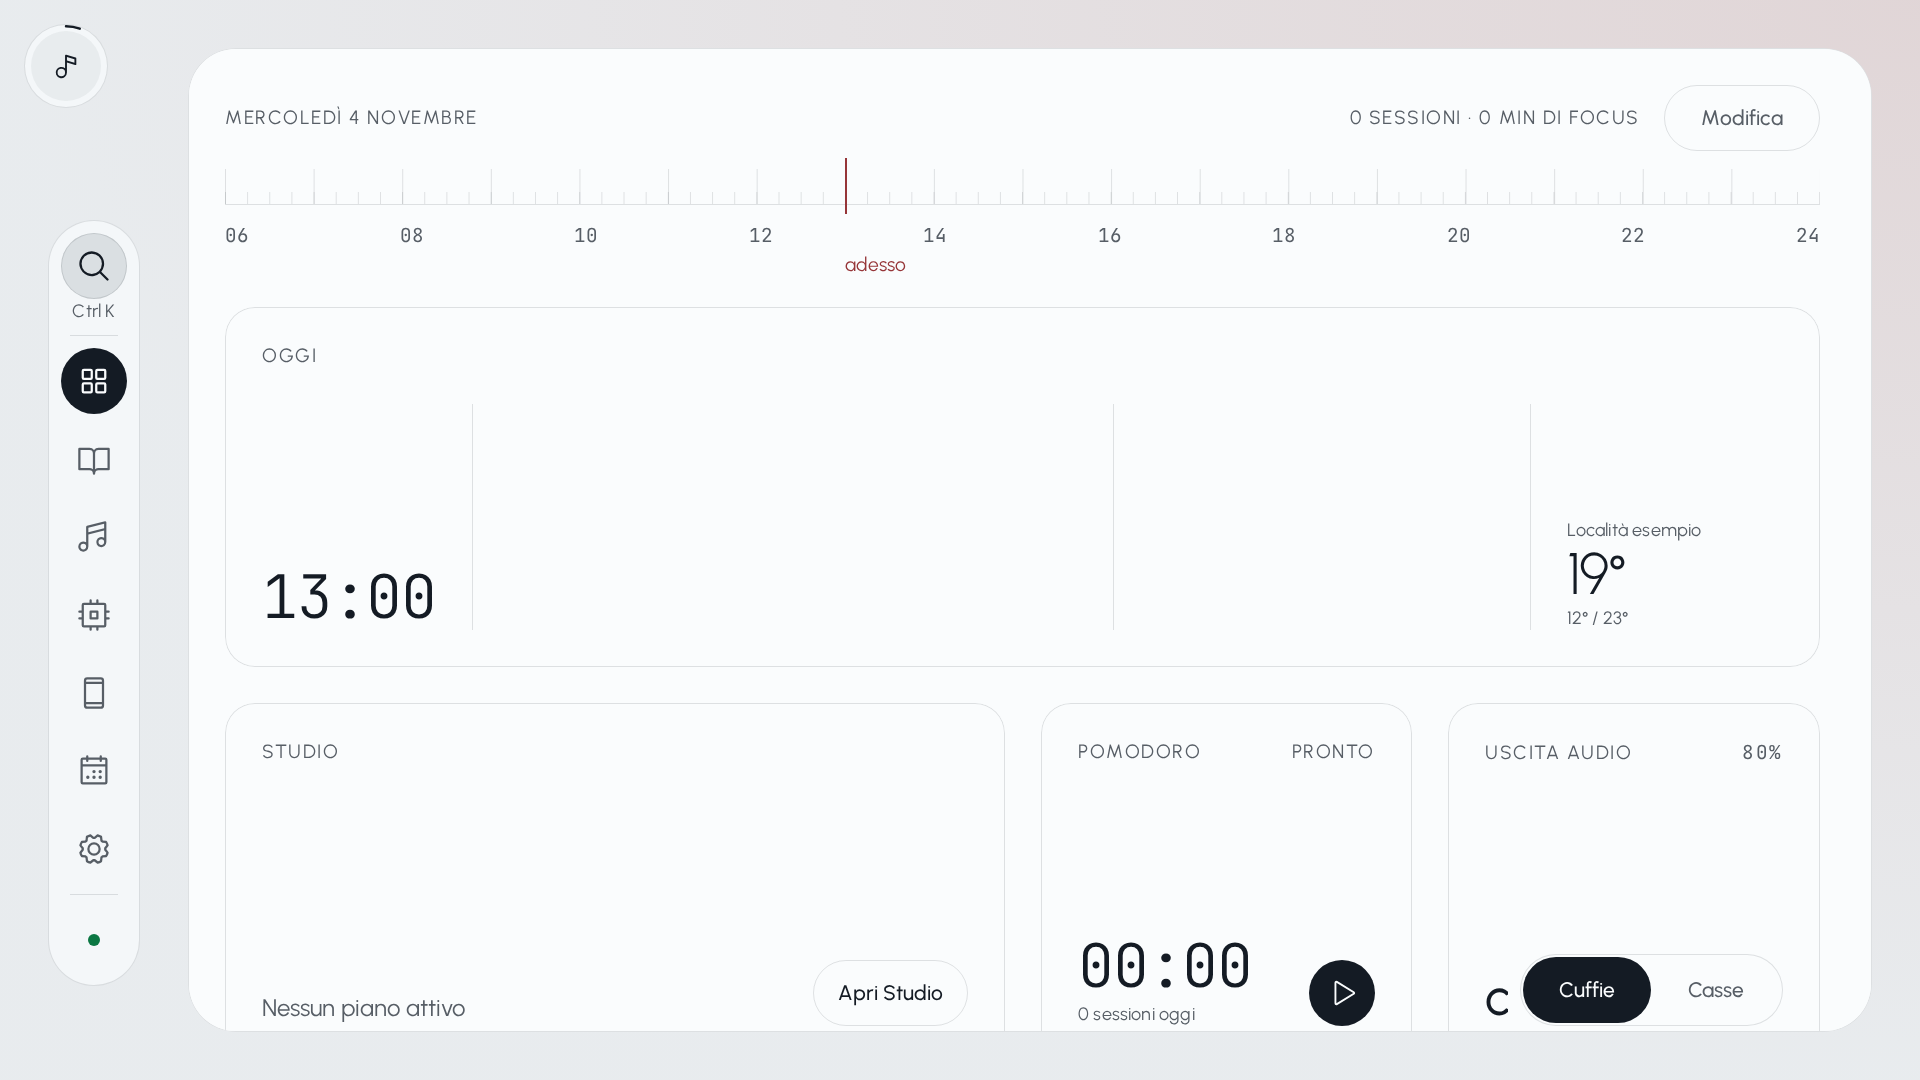 MERCOLEDÌ 4 NOVEMBRE
0 SESSIONI · 0 MIN DI FOCUS
Modifica
06 08 10 12 14 16 18 20 22 24
adesso
Ctrl K
OGGI
13:00
Località esempio
19°
12° / 23°
STUDIO
Nessun piano attivo
Apri Studio
POMODORO
PRONTO
00:00
0 sessioni oggi
USCITA AUDIO
80%
C
Cuffie
Casse